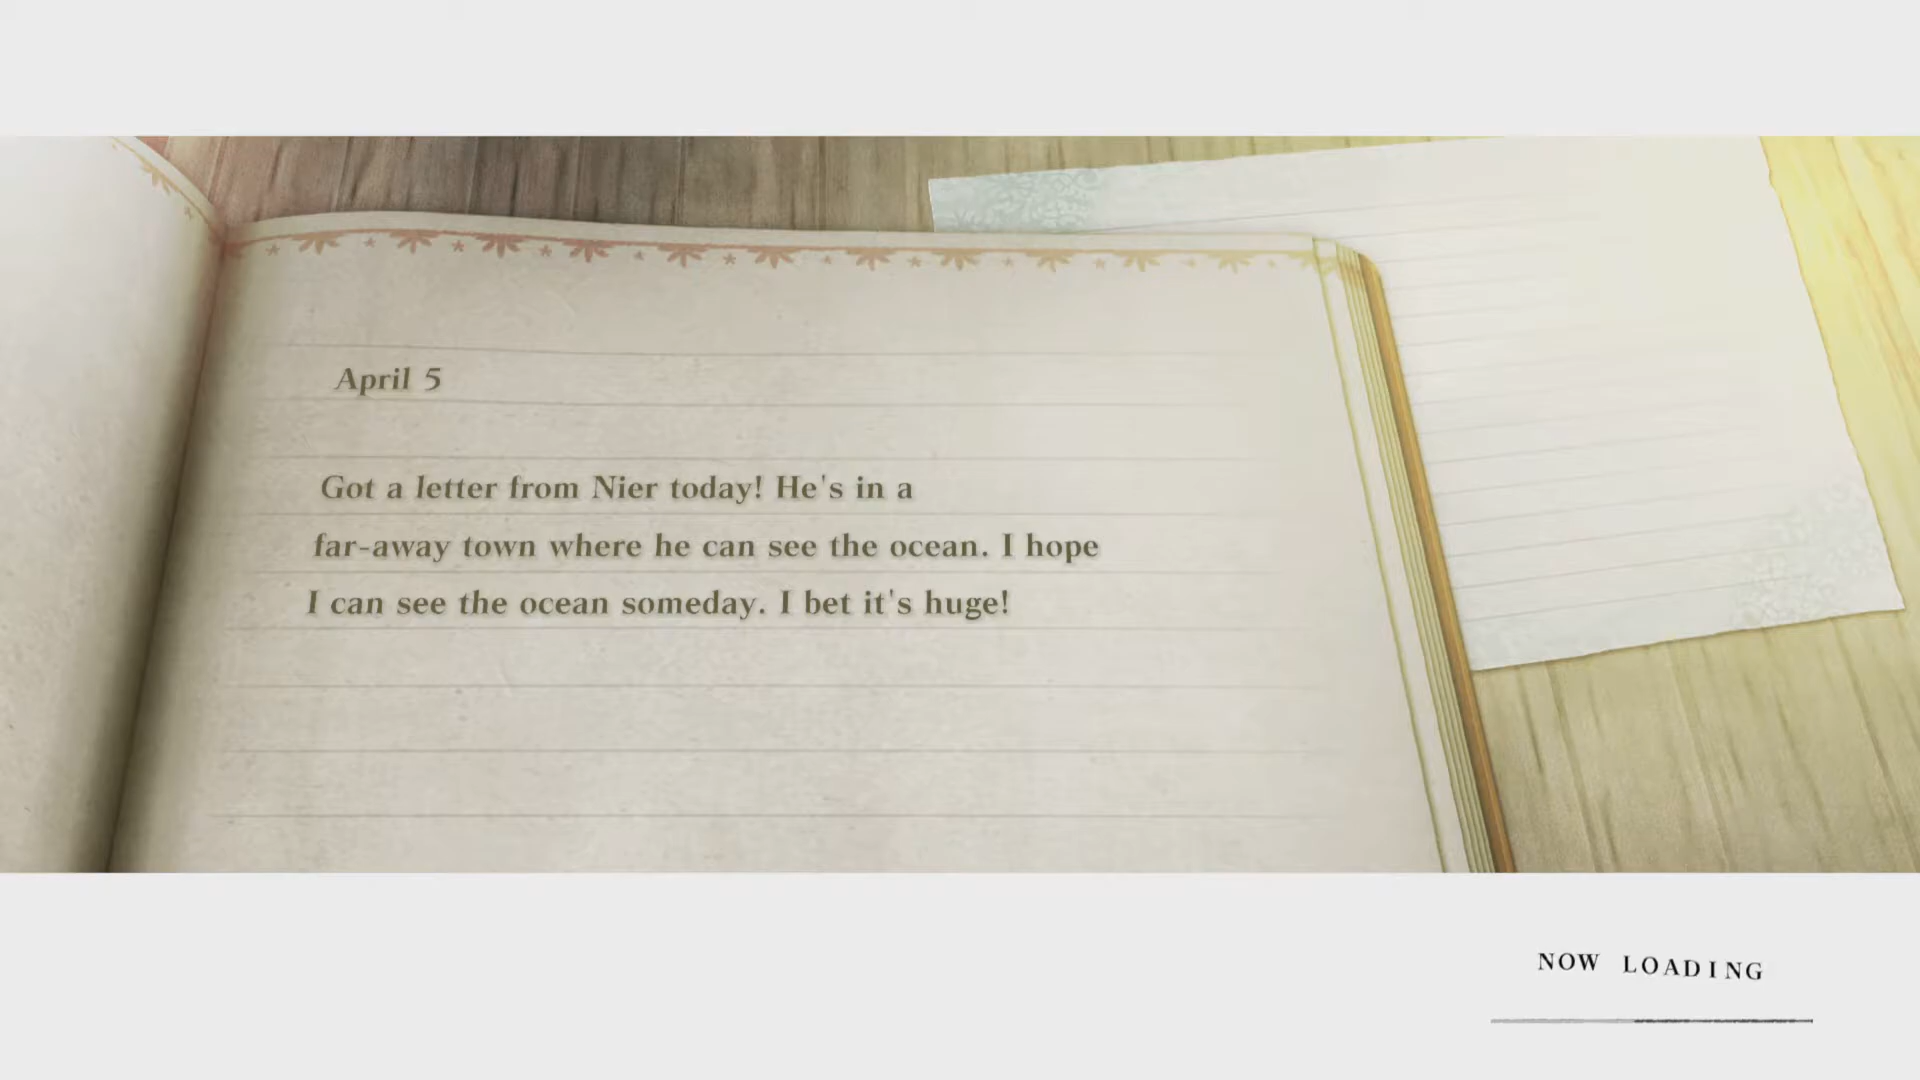 April 5
Got a letter from Nier today! He's in a
far-away town where he can see the ocean. I hope
I can see the ocean someday. I bet it's huge!
NOW LOADING